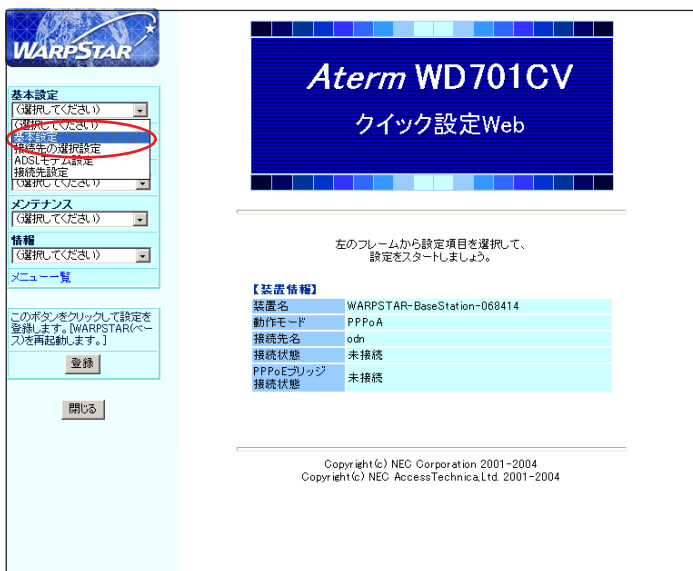 WARPSTAR
基本設定
(選択してください)
(選択してください)
基本設定
接続先の選択設定
ADSLモデム設定
接続先設定
(選択してください)
メンテナンス
(選択してください)
情報
(選択してください)
メニュー一覧
このボタンをクリックして設定を
登録します。[WARPSTAR(ベー
ス)を再起動します。]
登録
閉じる
Aterm WD701CV
クイック設定Web
左のフレームから設定項目を選択して、
設定をスタートしましょう。
【装置情報】
装置名 WARPSTAR-BaseStation-068414
動作モード PPPoA
接続先名 odn
接続状態 未接続
PPPoEブリッジ
接続状態 未接続
Copyright(c) NEC Corporation 2001-2004
Copyright(c) NEC AccessTechnica,Ltd. 2001-2004